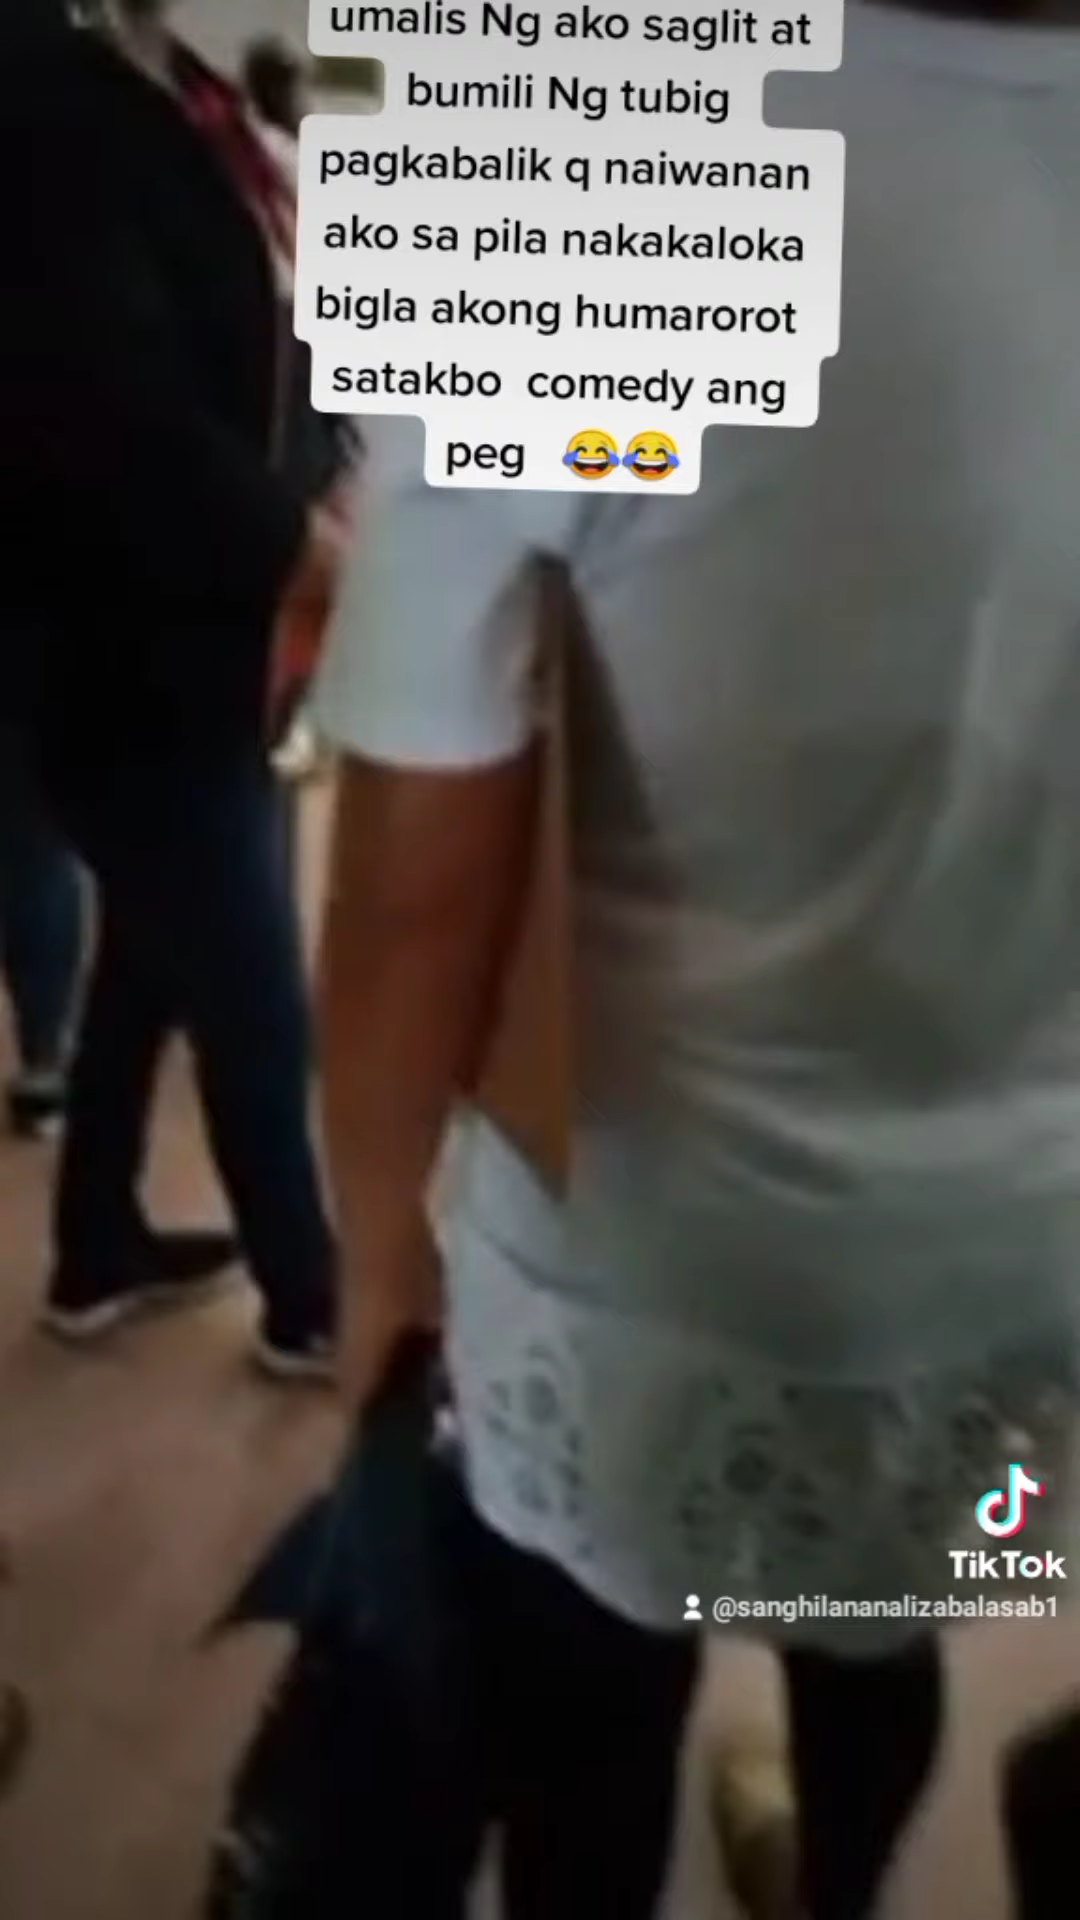 umalis Ng ako saglit at
bumili Ng tubig
pagkabalik q naiwanan
ako sa pila nakakaloka
bigla akong humarorot
satakbo comedy ang
peg 😂😂
TikTok
@sanghilananalizabalasab1